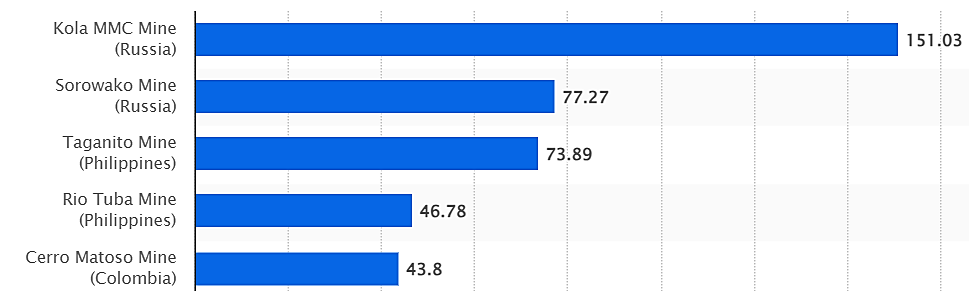 Kola MMC Mine
(Russia)
151.03
Sorowako Mine
(Russia)
77.27
Taganito Mine
(Philippines)
73.89
Rio Tuba Mine
(Philippines)
46.78
Cerro Matoso Mine
(Colombia)
43.8